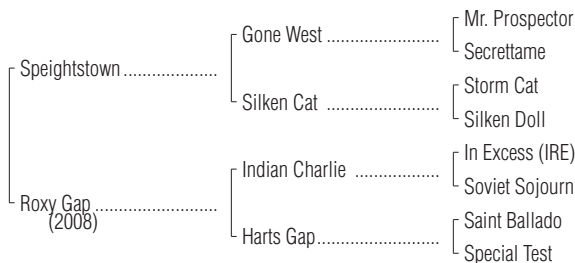 Mr. Prospector
Gone West
Secrettame
Speightstown
Storm Cat
Silken Cat
Silken Doll
In Excess (IRE)
Indian Charlie
Soviet Sojourn
Roxy Gap
(2008)
Saint Ballado
Harts Gap
Special Test